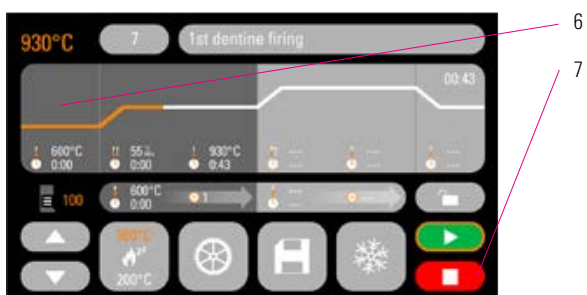 930°C 7 1st dentine firing
6
7
00:43
600°C 55 930°C --- --- ---
0:00 0:00 0:43 --- --- ---
100 600°C 1 --- ---
0:00 ---
200°C